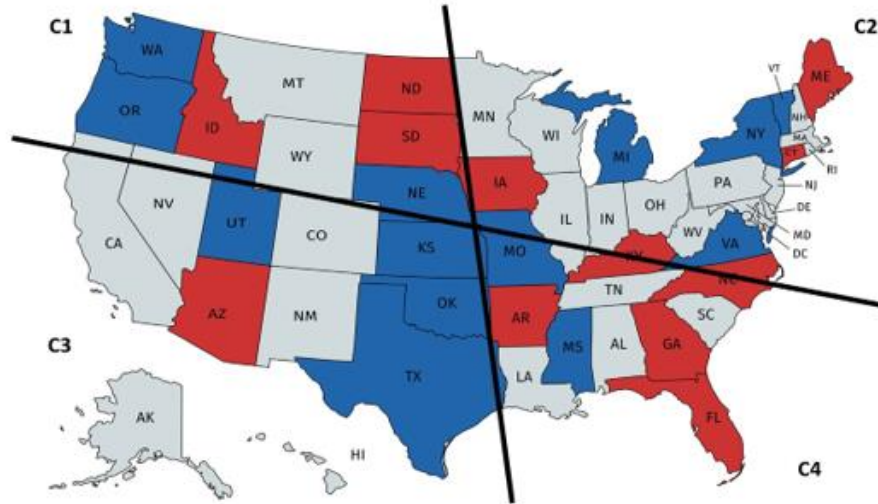 C1
C2
WA
OR
ID
MT
ND
SD
WY
NE
MN
WI
IA
MI
IL
IN
OH
PA
NY
VT
NH
MA
CT
RI
ME
NJ
DE
MD
DC
WV
VA
KY
CA
NV
UT
CO
KS
MO
AZ
NM
OK
TX
AR
LA
TN
MS
AL
GA
SC
NC
FL
C3
AK
HI
C4